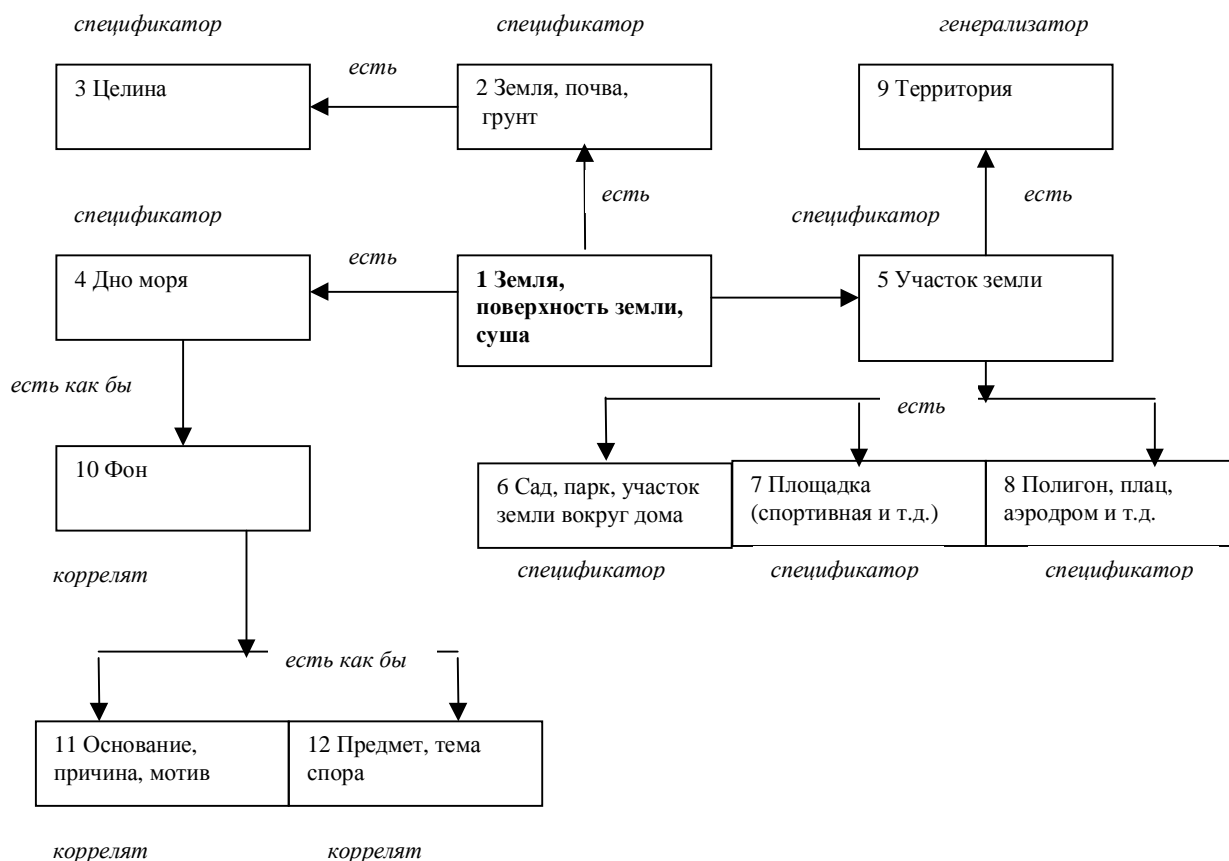 спецификатор
спецификатор
генерализатор
3 Целина
есть
2 Земля, почва,
грунт
9 Территория
есть
есть
спецификатор
спецификатор
4 Дно моря
есть
1 Земля,
поверхность земли,
суша
5 Участок земли
есть как бы
есть
10 Фон
6 Сад, парк, участок
земли вокруг дома
7 Площадка
(спортивная и т.д.)
8 Полигон, плац,
аэродром и т.д.
коррелят
спецификатор
спецификатор
спецификатор
есть как бы
11 Основание,
причина, мотив
12 Предмет, тема
спора
коррелят
коррелят